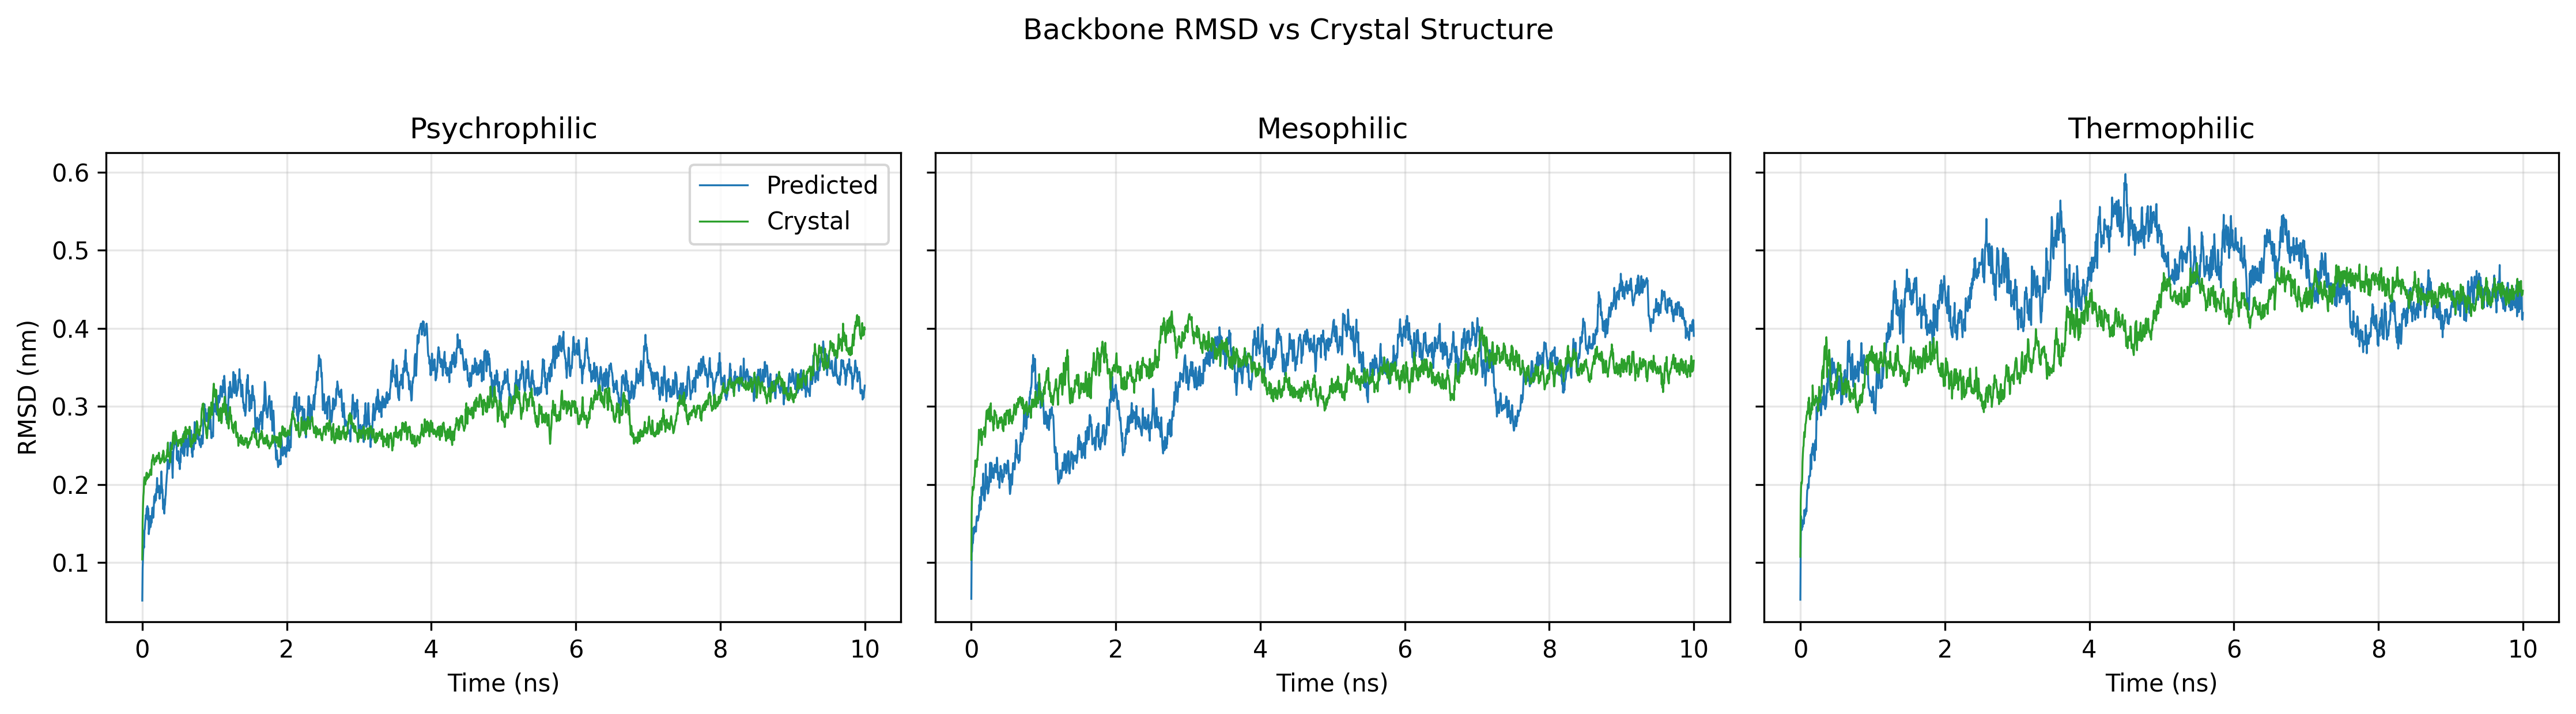 Backbone RMSD vs Crystal Structure
Psychrophilic
Mesophilic
Thermophilic
RMSD (nm)
0.6
0.5
0.4
0.3
0.2
0.1
Predicted
Crystal
0 2 4 6 8 10
0 2 4 6 8 10
0 2 4 6 8 10
Time (ns)
Time (ns)
Time (ns)